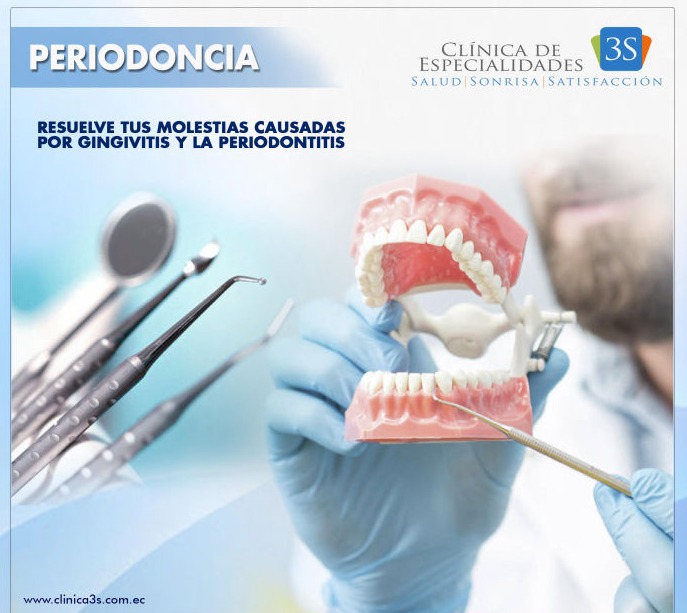 PERIODONCIA
CLÍNICA DE
ESPECIALIDADES
3S
SALUD|SONRISA|SATISFACCIÓN
RESUELVE TUS MOLESTIAS CAUSADAS
POR GINGIVITIS Y LA PERIODONTITIS
www.clinica3s.com.ec